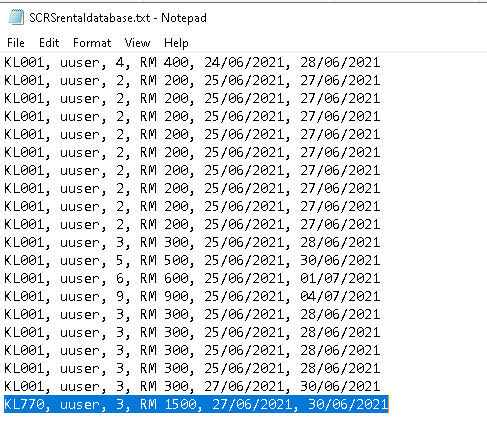 SCRSrentaldatabase.txt - Notepad
File Edit Format View Help
KL001, uuser, 4, RM 400, 24/06/2021, 28/06/2021
KL001, uuser, 2, RM 200, 25/06/2021, 27/06/2021
KL001, uuser, 2, RM 200, 25/06/2021, 27/06/2021
KL001, uuser, 2, RM 200, 25/06/2021, 27/06/2021
KL001, uuser, 2, RM 200, 25/06/2021, 27/06/2021
KL001, uuser, 2, RM 200, 25/06/2021, 27/06/2021
KL001, uuser, 2, RM 200, 25/06/2021, 27/06/2021
KL001, uuser, 2, RM 200, 25/06/2021, 27/06/2021
KL001, uuser, 2, RM 200, 25/06/2021, 27/06/2021
KL001, uuser, 2, RM 200, 25/06/2021, 27/06/2021
KL001, uuser, 3, RM 300, 25/06/2021, 28/06/2021
KL001, uuser, 5, RM 500, 25/06/2021, 30/06/2021
KL001, uuser, 6, RM 600, 25/06/2021, 01/07/2021
KL001, uuser, 9, RM 900, 25/06/2021, 04/07/2021
KL001, uuser, 3, RM 300, 25/06/2021, 28/06/2021
KL001, uuser, 3, RM 300, 25/06/2021, 28/06/2021
KL001, uuser, 3, RM 300, 25/06/2021, 28/06/2021
KL001, uuser, 3, RM 300, 25/06/2021, 28/06/2021
KL001, uuser, 3, RM 300, 27/06/2021, 30/06/2021
KL770, uuser, 3, RM 1500, 27/06/2021, 30/06/2021